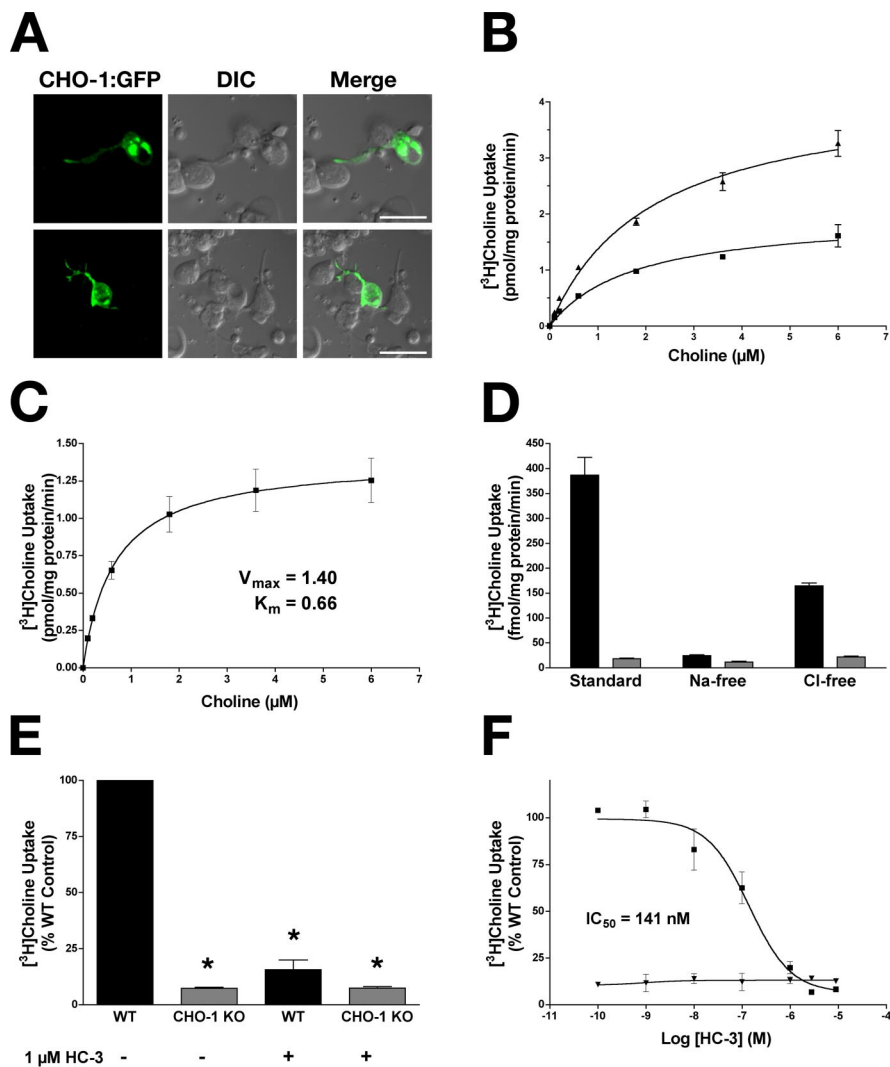 A
CHO-1:GFP DIC Merge
B
[³H]Choline Uptake
(pmol/mg protein/min)
4
3
2
1
0
0 1 2 3 4 5 6 7
Choline (µM)
C
[³H]Choline Uptake
(pmol/mg protein/min)
1.50
1.25
1.00
0.75
0.50
0.25
0.00
Vmax = 1.40
Km = 0.66
0 1 2 3 4 5 6 7
Choline (µM)
D
[³H]Choline Uptake
(fmol/mg protein/min)
450
400
350
300
250
200
150
100
50
0
Standard Na-free Cl-free
E
[³H]Choline Uptake
(% WT Control)
100
75
50
25
0
* * *
WT CHO-1 KO WT CHO-1 KO
1 µM HC-3 - - + +
F
[³H]Choline Uptake
(% WT Control)
100
75
50
25
0
IC50 = 141 nM
-11 -10 -9 -8 -7 -6 -5 -4
Log [HC-3] (M)